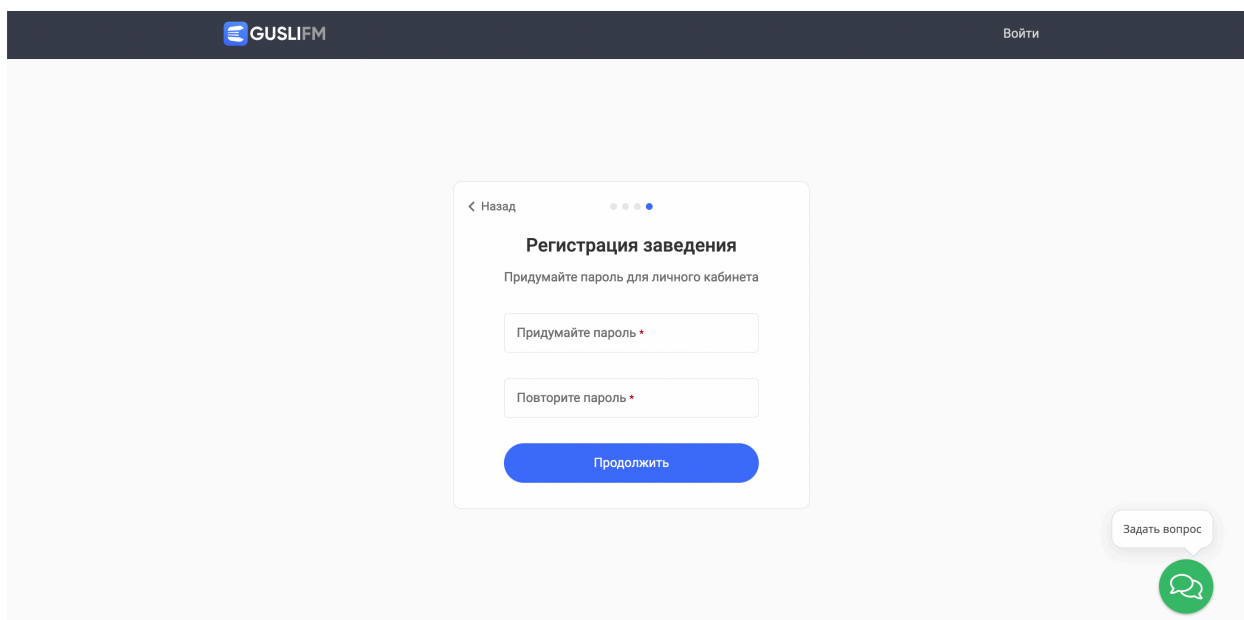 GUSLIFM
Войти
Назад
Регистрация заведения
Придумайте пароль для личного кабинета
Придумайте пароль *
Повторите пароль *
Продолжить
Задать вопрос